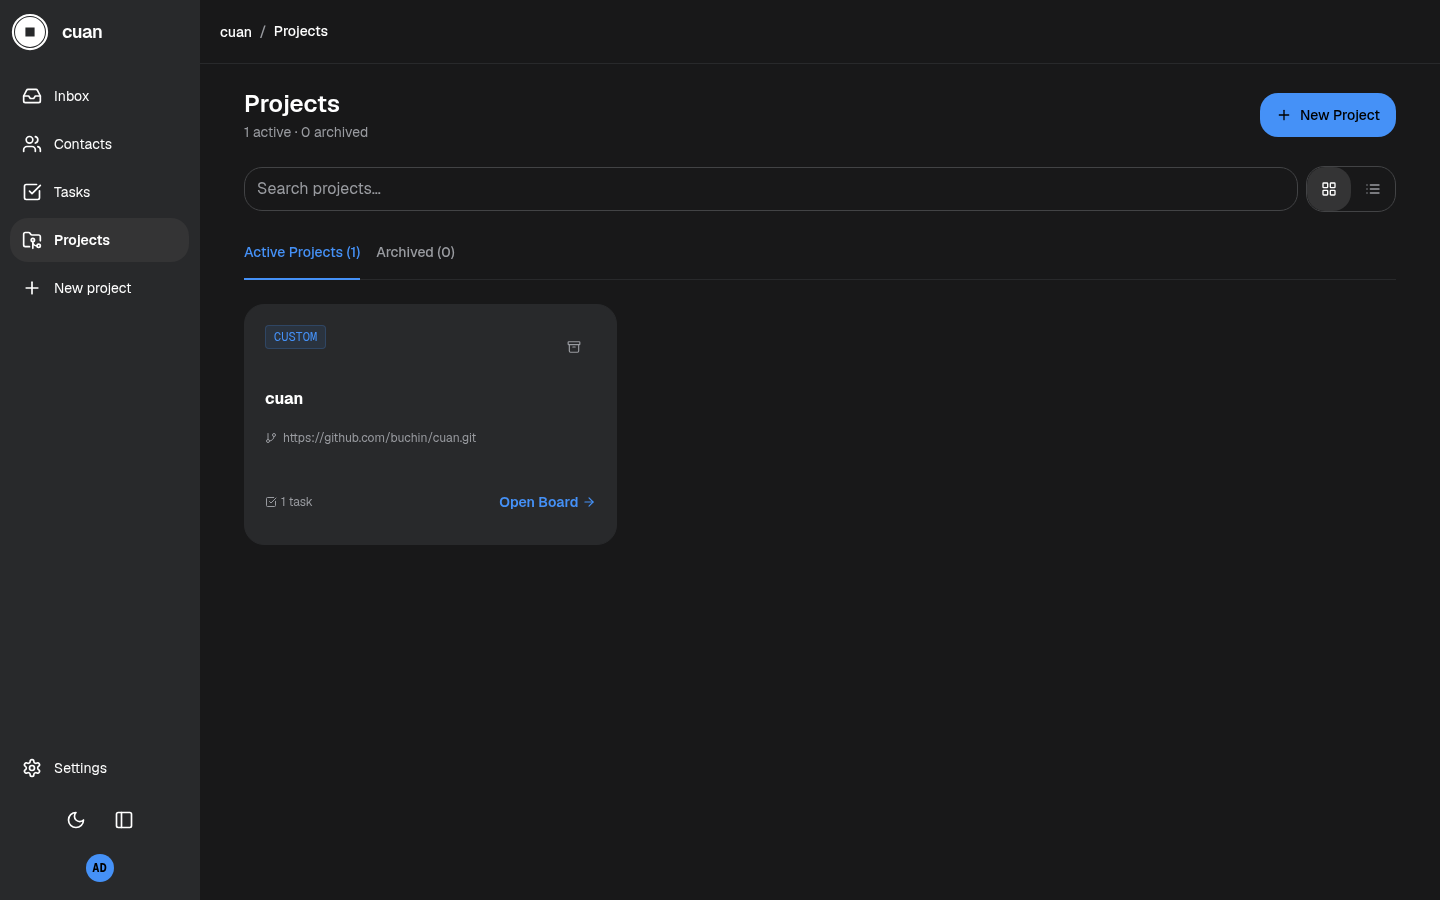 cuan
Inbox
Contacts
Tasks
Projects
New project
Settings
AD
cuan / Projects
Projects
1 active · 0 archived
New Project
Search projects...
Active Projects (1)
Archived (0)
CUSTOM
cuan
https://github.com/buchin/cuan.git
1 task
Open Board